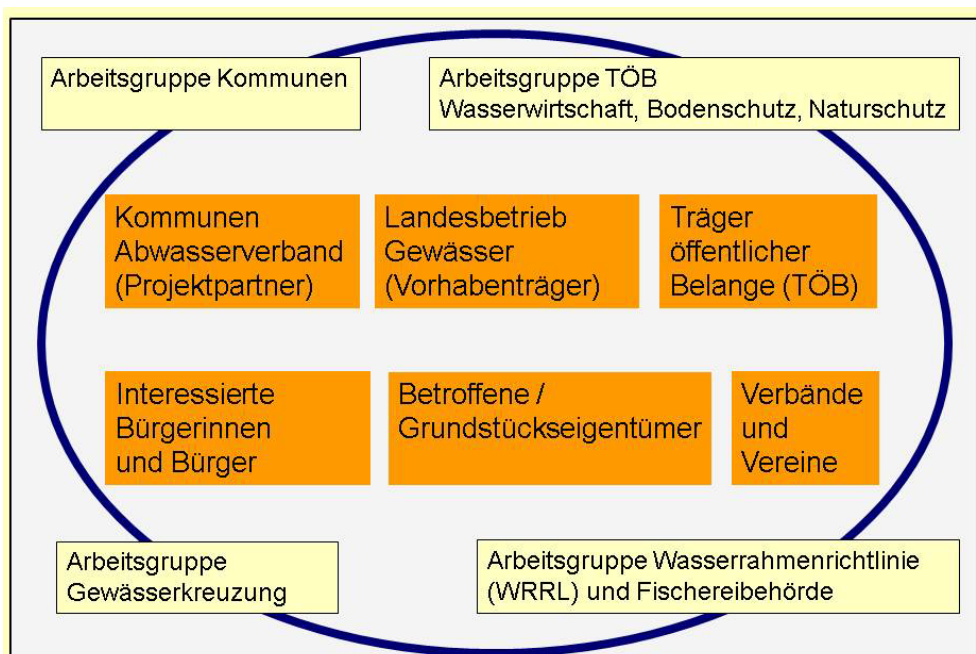 Arbeitsgruppe Kommunen
Arbeitsgruppe TÖB
Wasserwirtschaft, Bodenschutz, Naturschutz
Kommunen
Abwasserverband
(Projektpartner)
Landesbetrieb
Gewässer
(Vorhabenträger)
Träger
öffentlicher
Belange (TÖB)
Interessierte
Bürgerinnen
und Bürger
Betroffene /
Grundstückseigentümer
Verbände
und
Vereine
Arbeitsgruppe
Gewässerkreuzung
Arbeitsgruppe Wasserrahmenrichtlinie
(WRRL) und Fischereibehörde